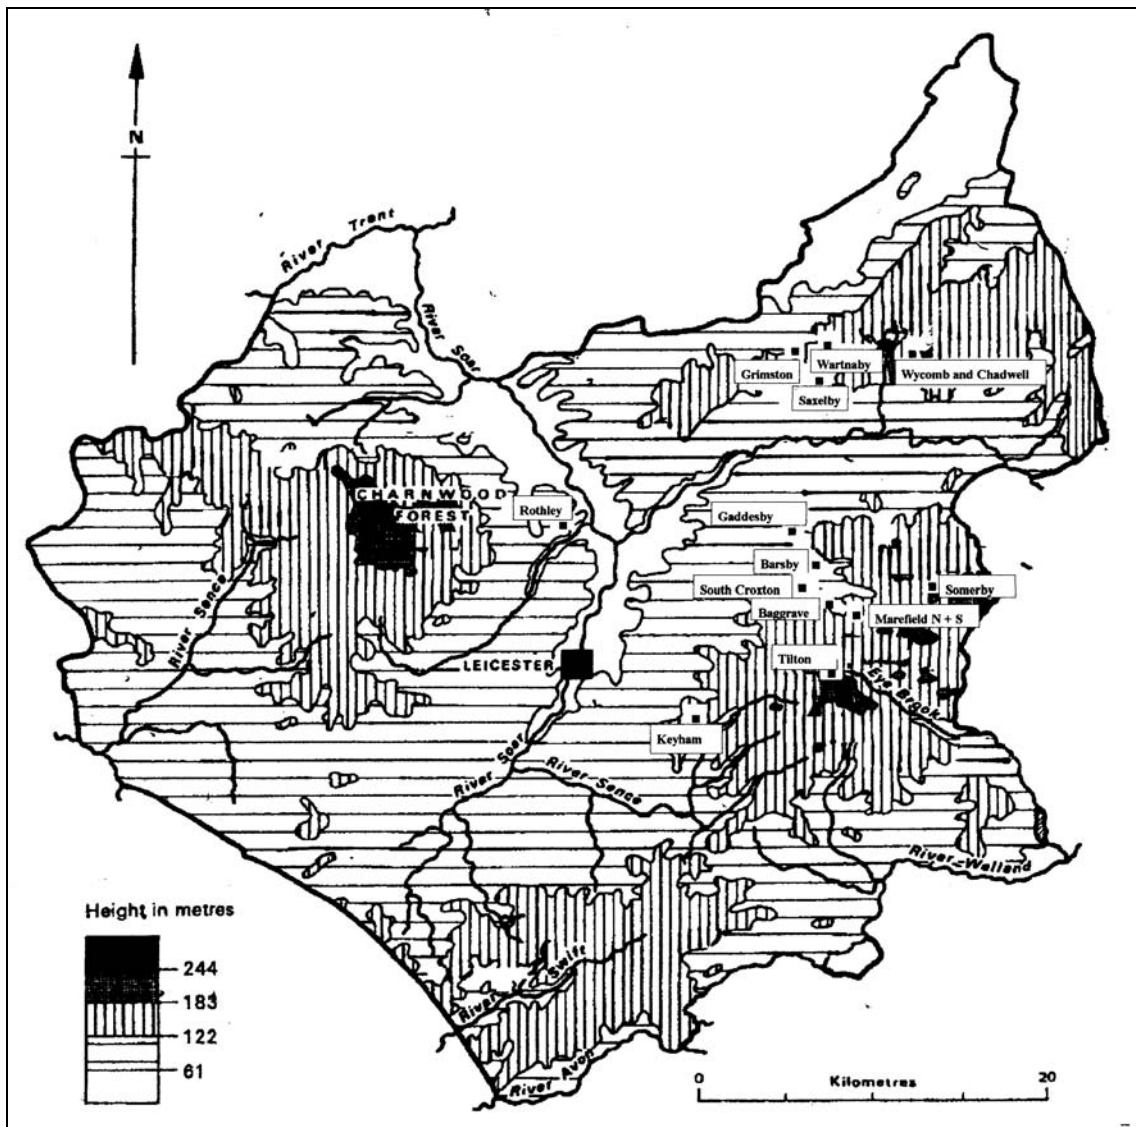 N
River Trent
River Soar
Grimston
Wartnaby
Wycomb and Chadwell
Saxelby
CHARNWOOD
FOREST
Rothley
Gaddesby
Barsby
South Croxton
Somerby
Baggrave
Marefield N + S
River Sence
LEICESTER
Tilton
Eye Brook
Keyham
River Soar
River Sence
River Welland
Height in metres
244
183
122
61
River Swift
River Avon
0 Kilometres 20